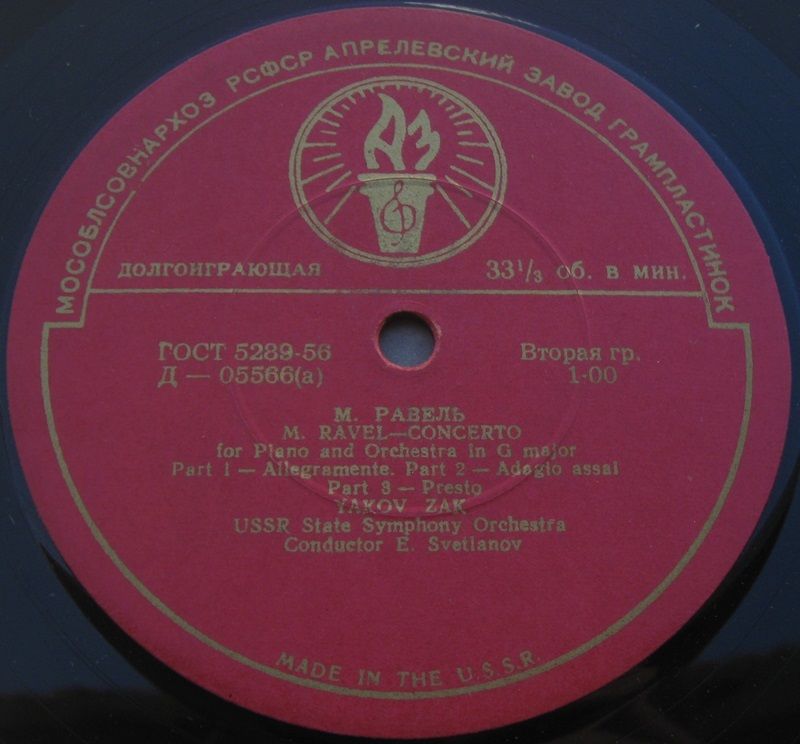 МОСОБЛСОВНАРХОЗ РСФСР АПРЕЛЕВСКИЙ ЗАВОД ГРАМПЛАСТИНОК
АЗ
ДОЛГОИГРАЮЩАЯ 33 1/3 об. в мин.
ГОСТ 5289-56 Вторая гр.
Д — 05566(а) 1-00
М. РАВЕЛЬ
M. RAVEL—CONCERTO
for Piano and Orchestra in G major
Part 1 — Allegramente. Part 2 — Adagio assai
Part 3 — Presto
YAKOV ZAK
USSR State Symphony Orchestra
Conductor E. Svetlanov
MADE IN THE U.S.S.R.